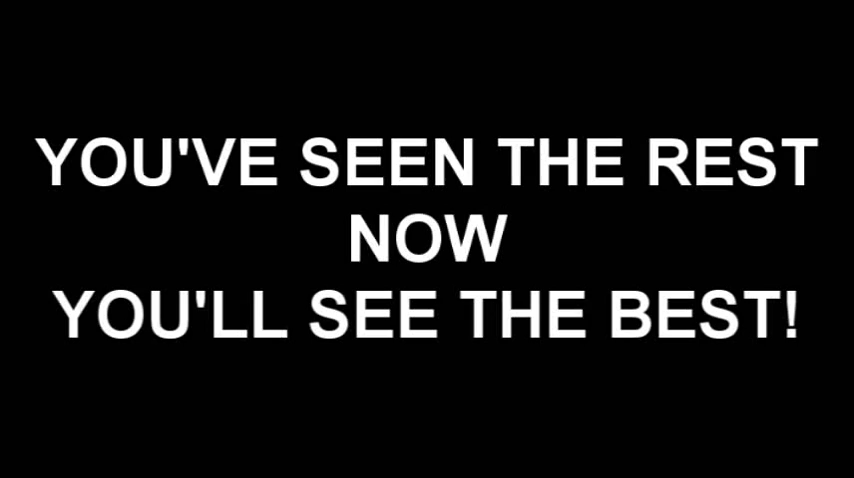 YOU'VE SEEN THE REST
NOW
YOU'LL SEE THE BEST!